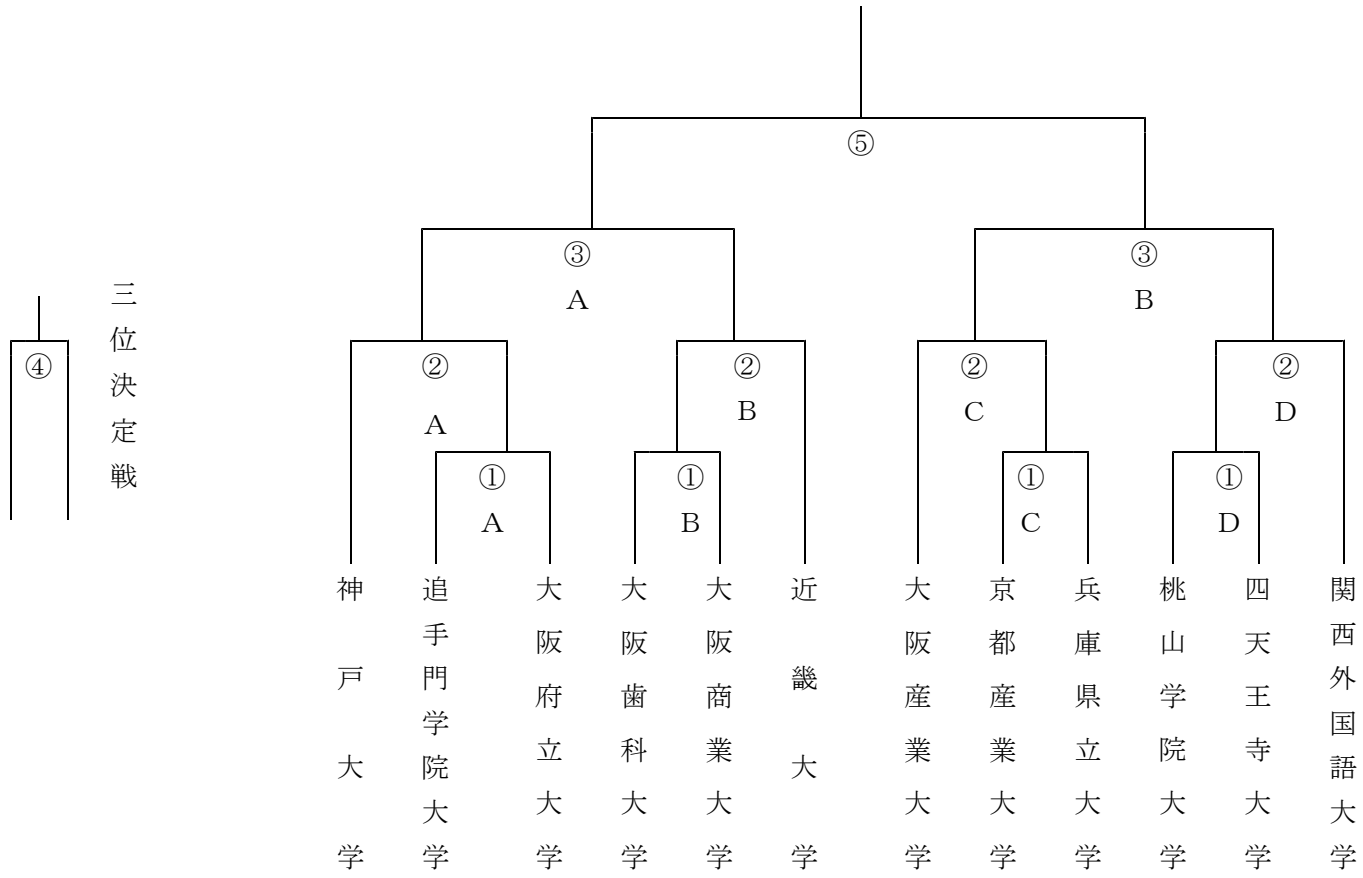 ⑤
③
A
③
B
三位決定戦
④
②
A
②
B
②
C
②
D
①
A
①
B
①
C
①
D
神戸大学
追手門学院大学
大阪府立大学
大阪歯科大学
大阪商業大学
近畿大学
大阪産業大学
京都産業大学
兵庫県立大学
桃山学院大学
四天王寺大学
関西外国語大学